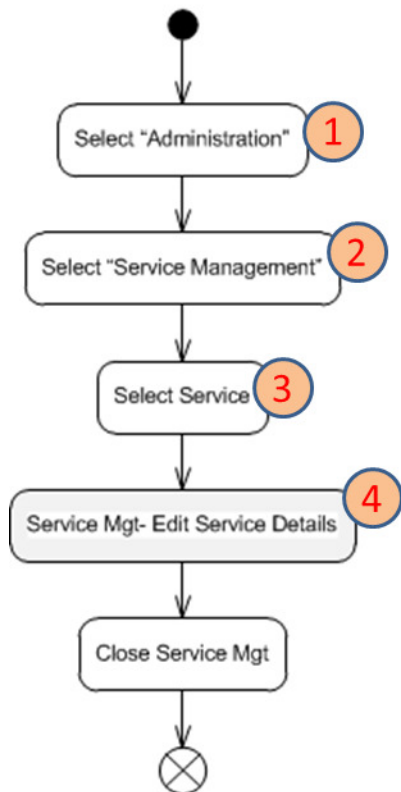 1
Select “Administration”
2
Select “Service Management”
3
Select Service
4
Service Mgt- Edit Service Details
Close Service Mgt